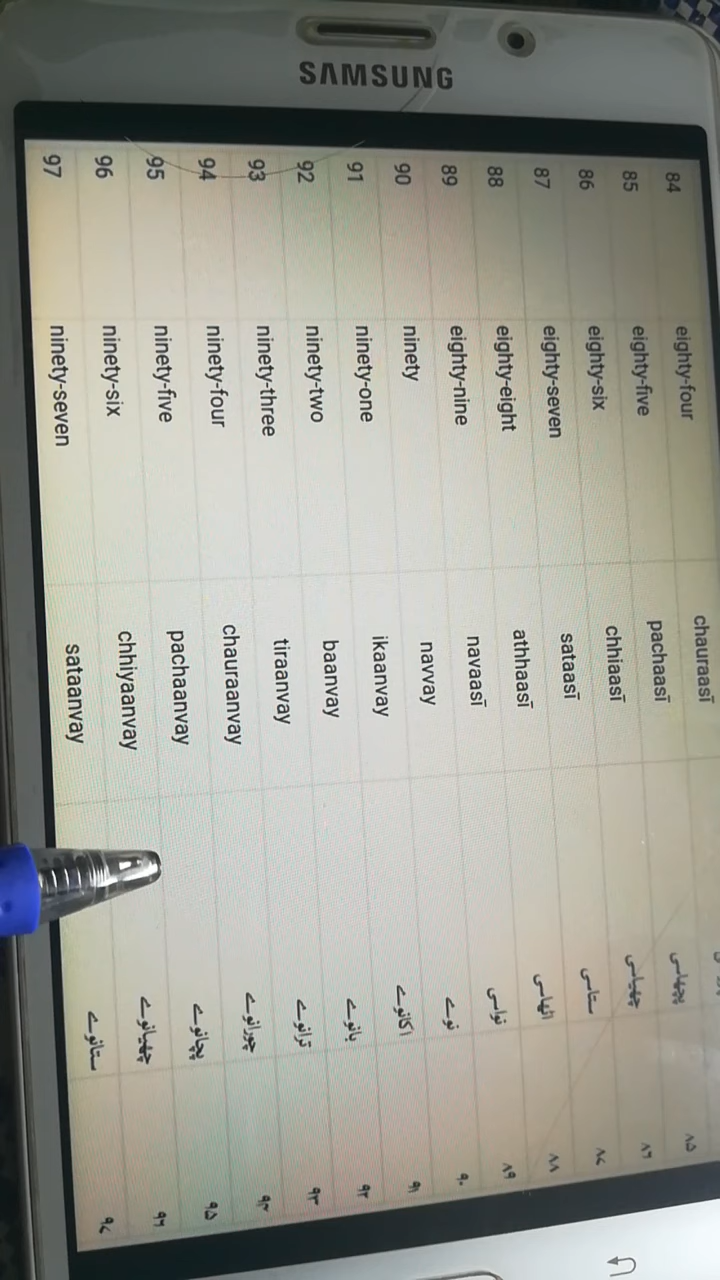 SAMSUNG
84 eighty-four chauraasī
85 eighty-five pachaasī پچاسی ۸۵
86 eighty-six chhiaasī چھیاسی ۸۶
87 eighty-seven sataasī ستاسی ۸۷
88 eighty-eight athhaasī اٹھاسی ۸۸
89 eighty-nine navaasī نواسی ۸۹
90 ninety navvay نوے ۹۰
91 ninety-one ikaanvay اکانوے ۹۱
92 ninety-two baanvay بانوے ۹۲
93 ninety-three tiraanvay ترانوے ۹۳
94 ninety-four chauraanvay چورانوے ۹۴
95 ninety-five pachaanvay پچانوے ۹۵
96 ninety-six chhiyaanvay چھیانوے ۹۶
97 ninety-seven sataanvay ستانوے ۹۷